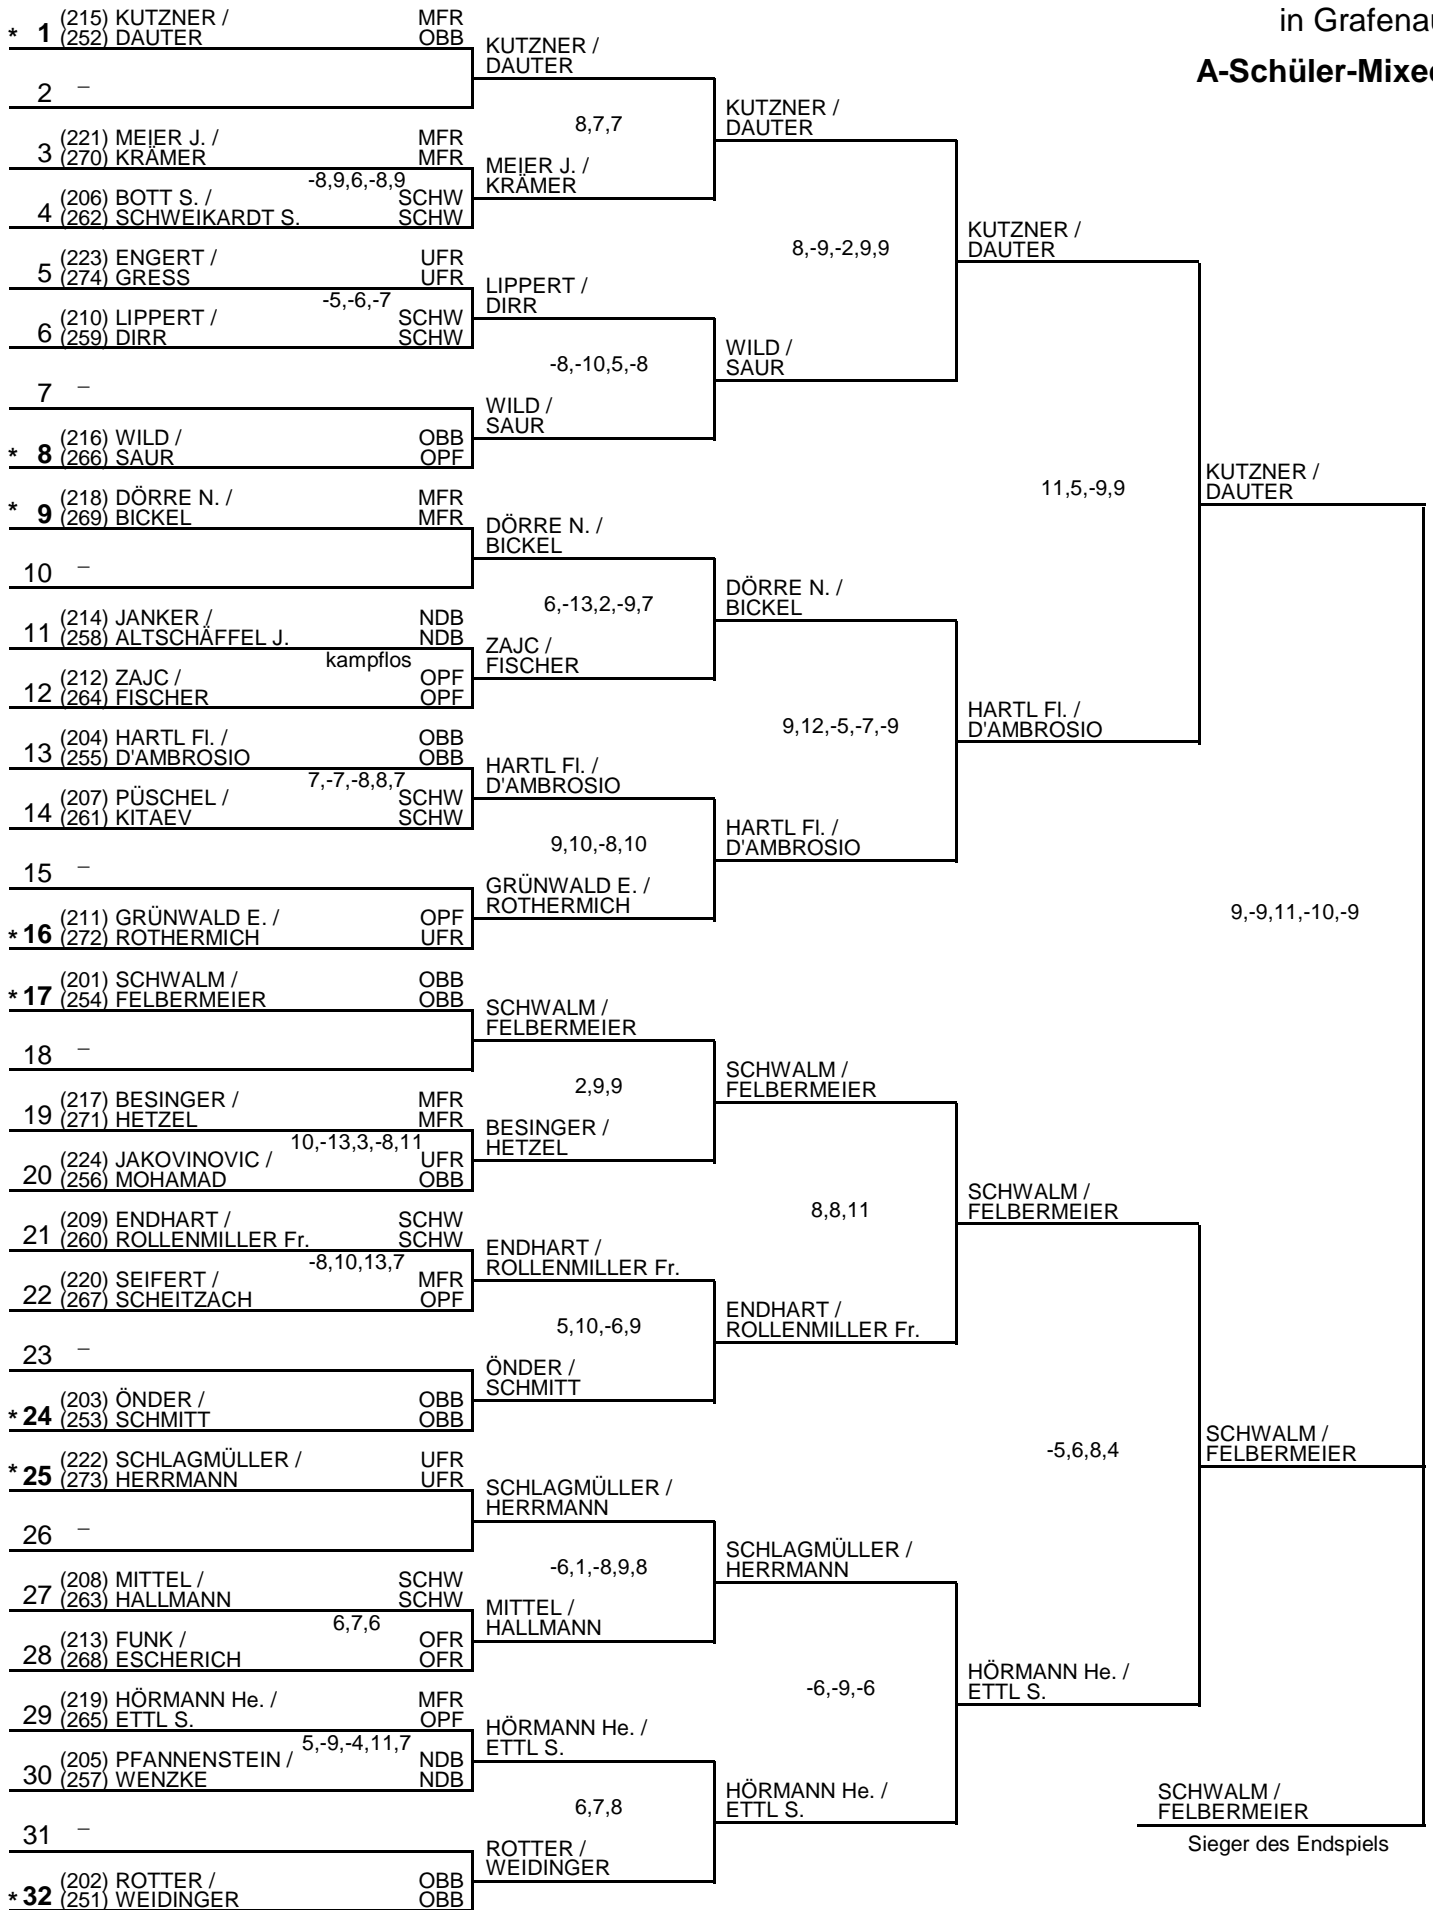 in Grafenau
A-Schüler-Mixed
* 1 (215) KUTZNER / MFR
(252) DAUTER OBB
2 –
3 (221) MEIER J. / MFR
(270) KRÄMER MFR
-8,9,6,-8,9
4 (206) BOTT S. / SCHW
(262) SCHWEIKARDT S. SCHW
5 (223) ENGERT / UFR
(274) GRESS UFR
-5,-6,-7
6 (210) LIPPERT / SCHW
(259) DIRR SCHW
7 –
* 8 (216) WILD / OBB
(266) SAUR OPF
* 9 (218) DÖRRE N. / MFR
(269) BICKEL MFR
10 –
11 (214) JANKER / NDB
(258) ALTSCHÄFFEL J. NDB
kampflos
12 (212) ZAJC / OPF
(264) FISCHER OPF
13 (204) HARTL Fl. / OBB
(255) D'AMBROSIO OBB
7,-7,-8,8,7
14 (207) PÜSCHEL / SCHW
(261) KITAEV SCHW
15 –
* 16 (211) GRÜNWALD E. / OPF
(272) ROTHERMICH UFR
* 17 (201) SCHWALM / OBB
(254) FELBERMEIER OBB
18 –
19 (217) BESINGER / MFR
(271) HETZEL MFR
10,-13,3,-8,11
20 (224) JAKOVINOVIC / UFR
(256) MOHAMAD OBB
21 (209) ENDHART / SCHW
(260) ROLLENMILLER Fr. SCHW
-8,10,13,7
22 (220) SEIFERT / MFR
(267) SCHEITZACH OPF
23 –
* 24 (203) ÖNDER / OBB
(253) SCHMITT OBB
* 25 (222) SCHLAGMÜLLER / UFR
(273) HERRMANN UFR
26 –
27 (208) MITTEL / SCHW
(263) HALLMANN SCHW
6,7,6
28 (213) FUNK / OFR
(268) ESCHERICH OFR
29 (219) HÖRMANN He. / MFR
(265) ETTL S. OPF
5,-9,-4,11,7
30 (205) PFANNENSTEIN / NDB
(257) WENZKE NDB
31 –
* 32 (202) ROTTER / OBB
(251) WEIDINGER OBB
KUTZNER /
DAUTER
8,7,7
MEIER J. /
KRÄMER
LIPPERT /
DIRR
-8,-10,5,-8
WILD /
SAUR
DÖRRE N. /
BICKEL
6,-13,2,-9,7
ZAJC /
FISCHER
HARTL Fl. /
D'AMBROSIO
9,10,-8,10
GRÜNWALD E. /
ROTHERMICH
SCHWALM /
FELBERMEIER
2,9,9
BESINGER /
HETZEL
ENDHART /
ROLLENMILLER Fr.
5,10,-6,9
ÖNDER /
SCHMITT
SCHLAGMÜLLER /
HERRMANN
-6,1,-8,9,8
MITTEL /
HALLMANN
HÖRMANN He. /
ETTL S.
6,7,8
ROTTER /
WEIDINGER
KUTZNER /
DAUTER
8,-9,-2,9,9
WILD /
SAUR
DÖRRE N. /
BICKEL
9,12,-5,-7,-9
HARTL Fl. /
D'AMBROSIO
SCHWALM /
FELBERMEIER
8,8,11
ENDHART /
ROLLENMILLER Fr.
SCHLAGMÜLLER /
HERRMANN
-6,-9,-6
HÖRMANN He. /
ETTL S.
KUTZNER /
DAUTER
11,5,-9,9
HARTL Fl. /
D'AMBROSIO
SCHWALM /
FELBERMEIER
-5,6,8,4
HÖRMANN He. /
ETTL S.
KUTZNER /
DAUTER
9,-9,11,-10,-9
SCHWALM /
FELBERMEIER
SCHWALM /
FELBERMEIER
Sieger des Endspiels